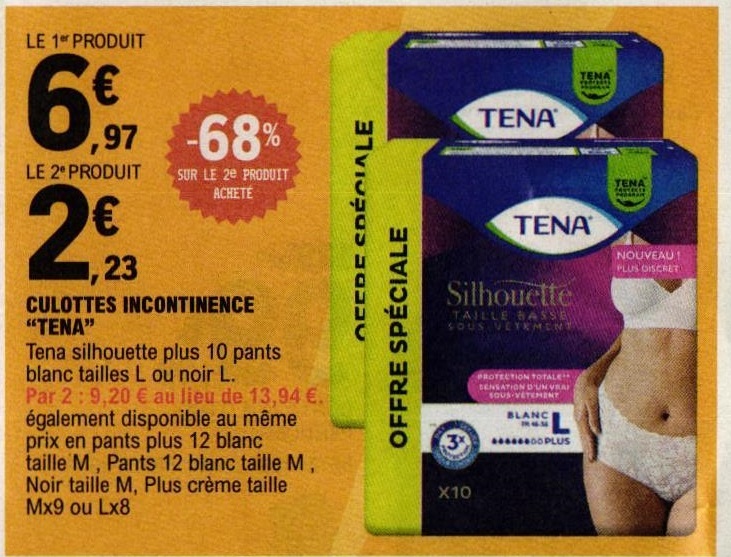 LE 1er PRODUIT
6€,97
-68%
SUR LE 2e PRODUIT
ACHETÉ
LE 2e PRODUIT
2€,23
CULOTTES INCONTINENCE
“TENA”
Tena silhouette plus 10 pants
blanc tailles L ou noir L.
Par 2 : 9,20 € au lieu de 13,94 €.
également disponible au même
prix en pants plus 12 blanc
taille M , Pants 12 blanc taille M ,
Noir taille M, Plus crème taille
Mx9 ou Lx8
OFFRE SPÉCIALE
TENA
TENA
OFFRE SPÉCIALE
TENA
TENA
NOUVEAU !
PLUS DISCRET
Silhouette
TAILLE BASSE
SOUS-VÊTEMENT
PROTECTION TOTALE**
SENSATION D'UN VRAI
SOUS-VÊTEMENT
BLANC
L
PLUS
3x
X10